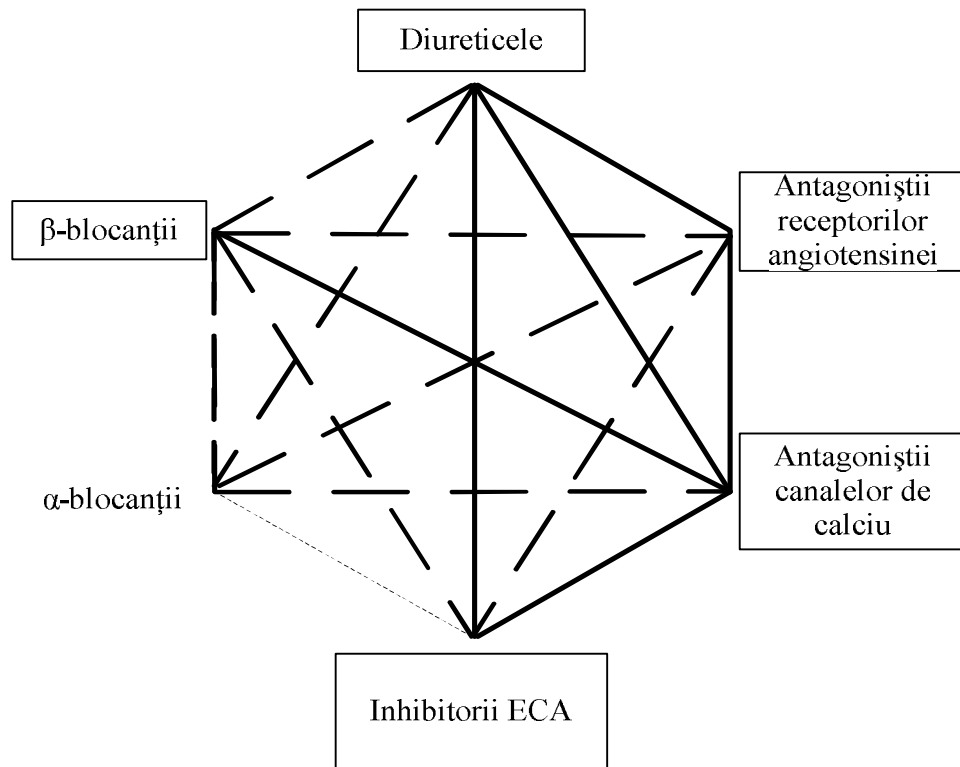 Diureticele
β-blocanţii
Antagoniştii
receptorilor
angiotensinei
α-blocanţii
Antagoniştii
canalelor de
calciu
Inhibitorii ECA